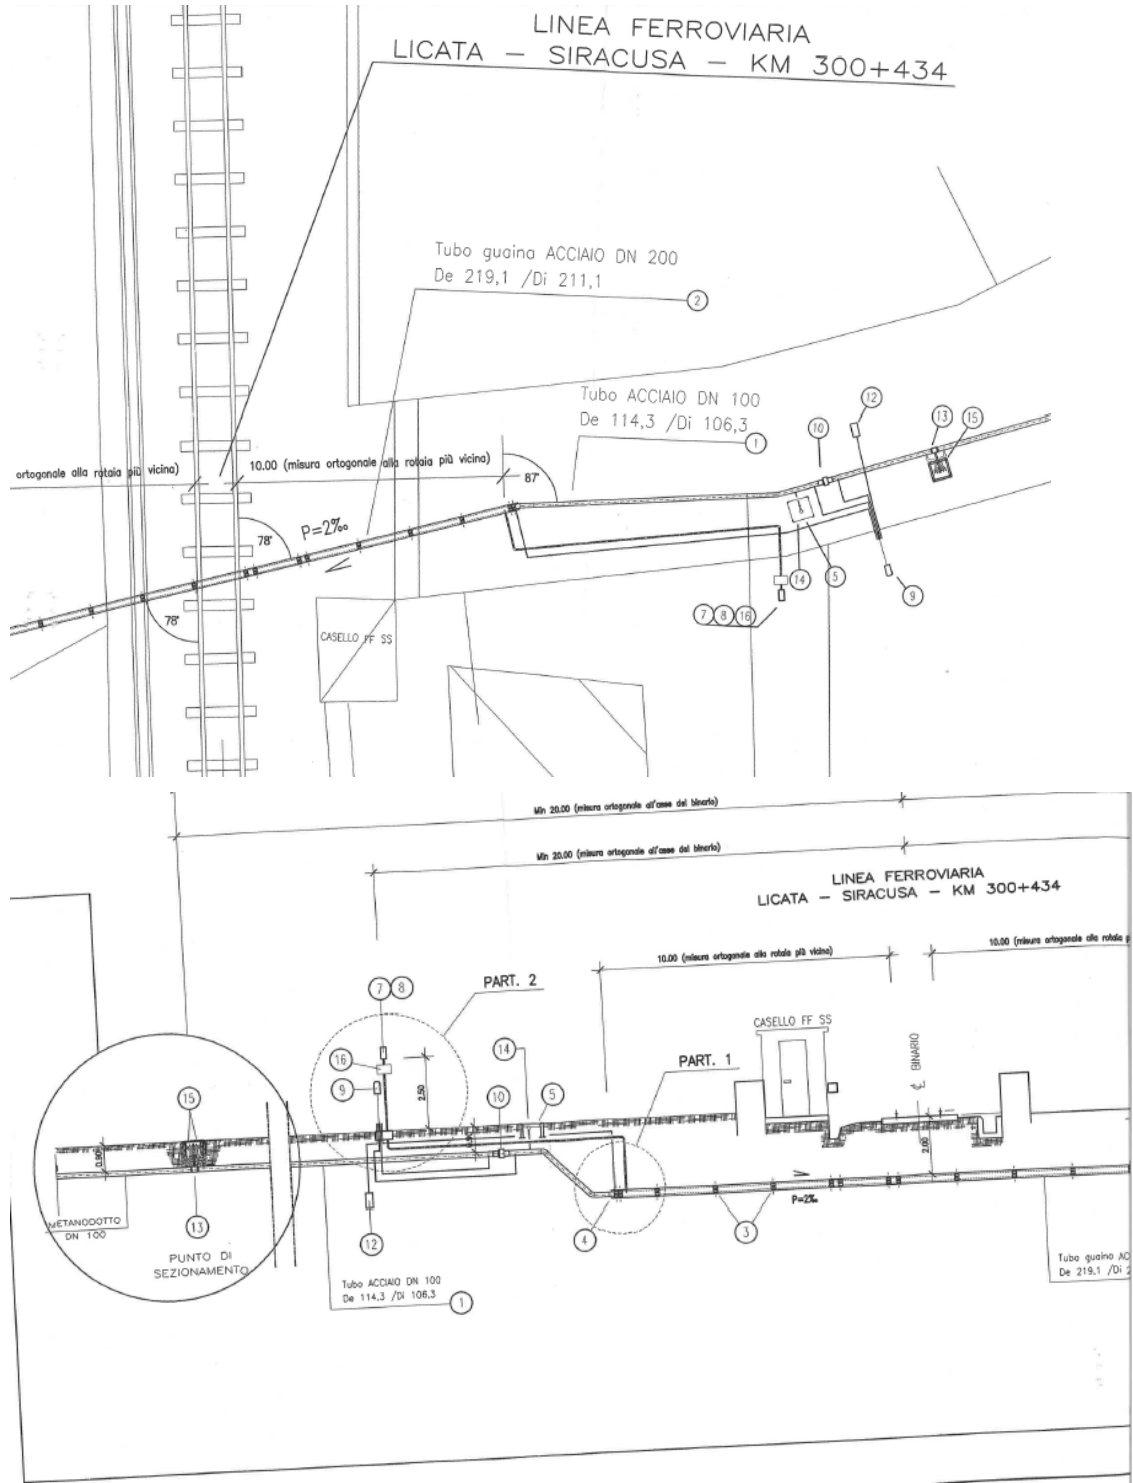 LINEA FERROVIARIA
LICATA – SIRACUSA – KM 300+434
Tubo guaina ACCIAIO DN 200
De 219,1 /Di 211,1
2
Tubo ACCIAIO DN 100
De 114,3 /Di 106,3
1
12
10
13
15
ortogonale alla rotaia più vicina)
10.00 (misura ortogonale alla rotaia più vicina)
87°
P=2‰
78°
78°
14
5
9
7 8 16
CASELLO FF SS
Min 20.00 (misura ortogonale all'asse del binario)
Min 20.00 (misura ortogonale all'asse del binario)
LINEA FERROVIARIA
LICATA – SIRACUSA – KM 300+434
10.00 (misura ortogonale alla rotaia più vicina)
10.00 (misura ortogonale alla rotaia p
PART. 2
7 8
CASELLO FF SS
16
14
PART. 1
BINARIO
9
2.50
10
5
15
0.90
2.00
METANODOTTO
DN 100
13
PUNTO DI
SEZIONAMENTO
12
4
3
P=2‰
Tubo ACCIAIO DN 100
De 114,3 /Di 106,3
1
Tubo guaina AC
De 219,1 /Di 2